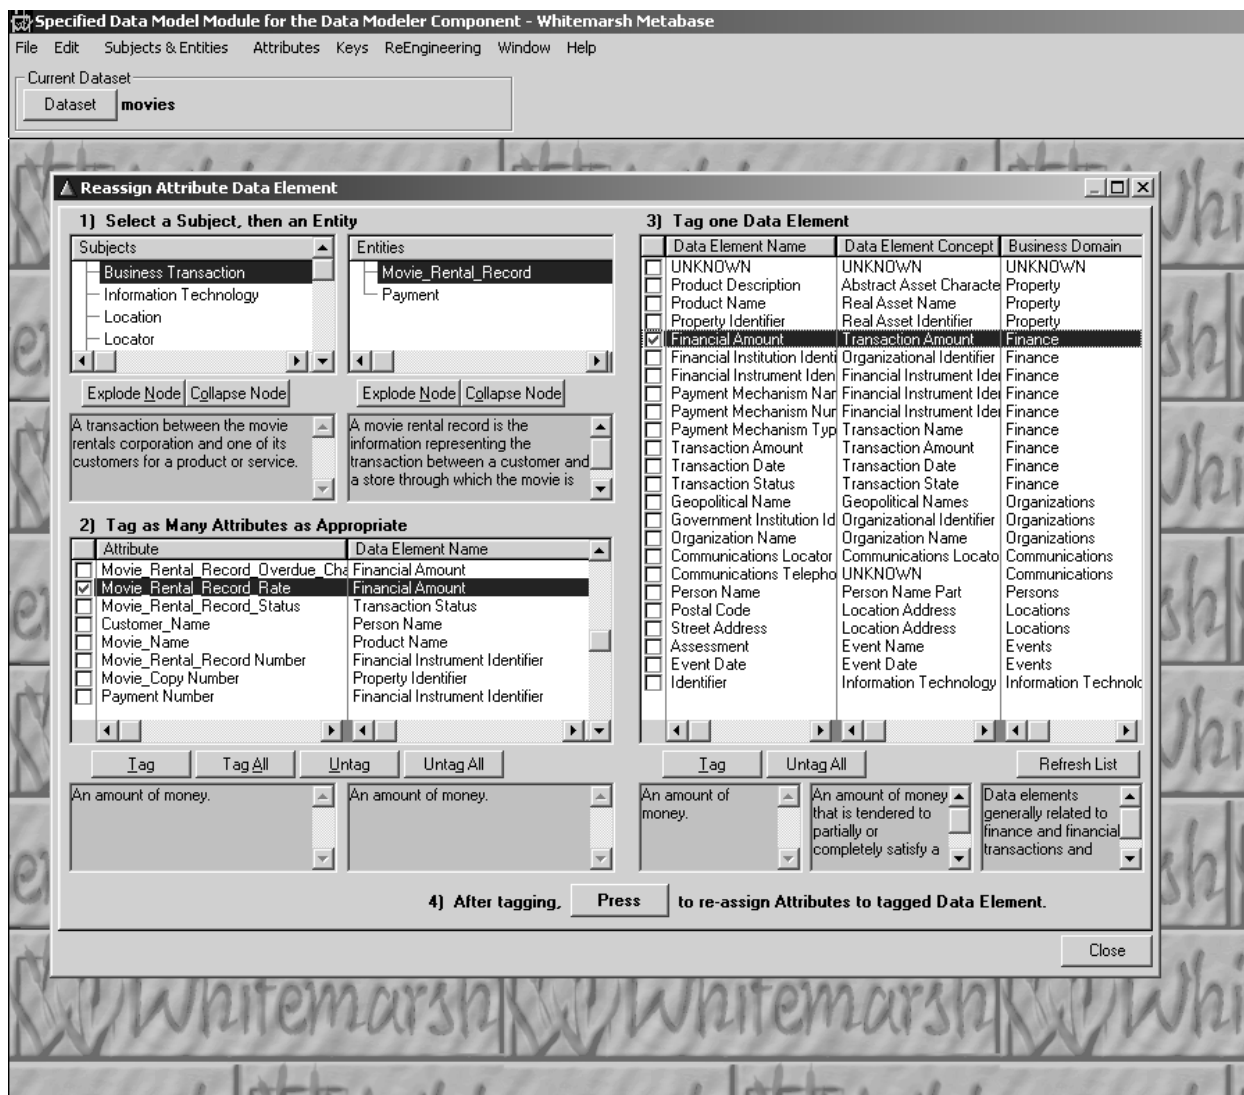 Specified Data Model Module for the Data Modeler Component - Whitemarsh Metabase
File Edit Subjects & Entities Attributes Keys ReEngineering Window Help
Current Dataset
Dataset movies
Reassign Attribute Data Element
1) Select a Subject, then an Entity
Subjects
Business Transaction
Information Technology
Location
Locator
Entities
Movie_Rental_Record
Payment
Explode Node Collapse Node
Explode Node Collapse Node
A transaction between the movie
rentals corporation and one of its
customers for a product or service.
A movie rental record is the
information representing the
transaction between a customer and
a store through which the movie is
2) Tag as Many Attributes as Appropriate
Attribute Data Element Name
Movie_Rental_Record_Overdue_Cha Financial Amount
Movie_Rental_Record_Rate Financial Amount
Movie_Rental_Record_Status Transaction Status
Customer_Name Person Name
Movie_Name Product Name
Movie_Rental_Record Number Financial Instrument Identifier
Movie_Copy Number Property Identifier
Payment Number Financial Instrument Identifier
Tag Tag All Untag Untag All
An amount of money.
An amount of money.
3) Tag one Data Element
Data Element Name Data Element Concept Business Domain
UNKNOWN UNKNOWN UNKNOWN
Product Description Abstract Asset Characte Property
Product Name Real Asset Name Property
Property Identifier Real Asset Identifier Property
Financial Amount Transaction Amount Finance
Financial Institution Identi Organizational Identifier Finance
Financial Instrument Iden Financial Instrument Ider Finance
Payment Mechanism Nar Financial Instrument Ider Finance
Payment Mechanism Nur Financial Instrument Ider Finance
Payment Mechanism Typ Transaction Name Finance
Transaction Amount Transaction Amount Finance
Transaction Date Transaction Date Finance
Transaction Status Transaction State Finance
Geopolitical Name Geopolitical Names Organizations
Government Institution Id Organizational Identifier Organizations
Organization Name Organizational Name Organizations
Communications Locator Communications Locato Communications
Communications Telepho UNKNOWN Communications
Person Name Person Name Part Persons
Postal Code Location Address Locations
Street Address Location Address Locations
Assessment Event Name Events
Event Date Event Date Events
Identifier Information Technology Information Technolc
Tag Untag All Refresh List
An amount of
money.
An amount of money
that is tendered to
partially or
completely satisfy a
Data elements
generally related to
finance and financial
transactions and
4) After tagging, Press to re-assign Attributes to tagged Data Element.
Close
Whitemarsh Whitemarsh Whi